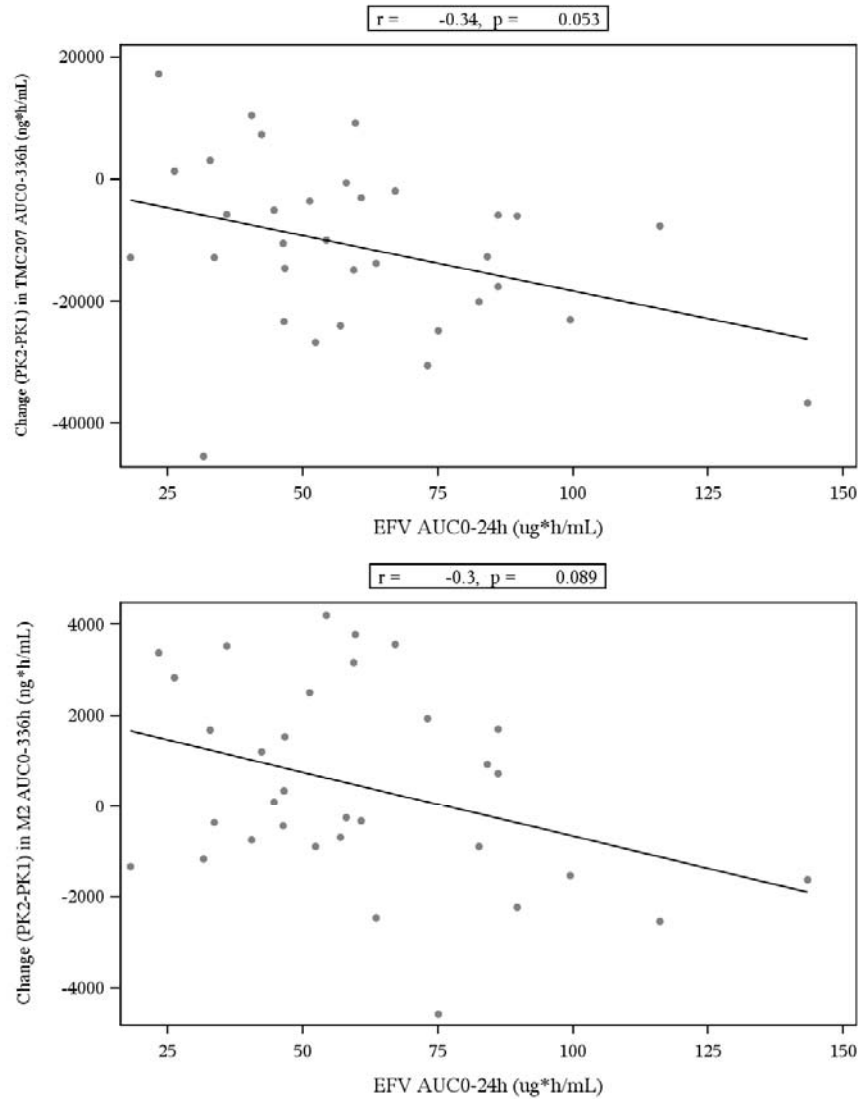 r = -0.34, p = 0.053
Change (PK2-PK1) in TMC207 AUC0-336h (ng*h/mL)
20000
0
-20000
-40000
25 50 75 100 125 150
EFV AUC0-24h (ug*h/mL)
r = -0.3, p = 0.089
Change (PK2-PK1) in M2 AUC0-336h (ng*h/mL)
4000
2000
0
-2000
-4000
25 50 75 100 125 150
EFV AUC0-24h (ug*h/mL)